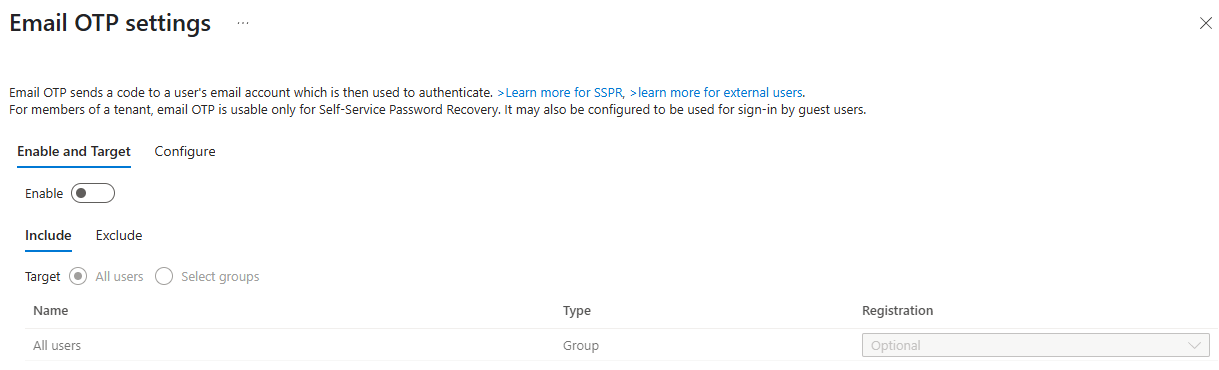 Email OTP settings ...
Email OTP sends a code to a user's email account which is then used to authenticate. >Learn more for SSPR, >learn more for external users.
For members of a tenant, email OTP is usable only for Self-Service Password Recovery. It may also be configured to be used for sign-in by guest users.
Enable and Target Configure
Enable
Include Exclude
Target All users Select groups
Name Type Registration
All users Group Optional